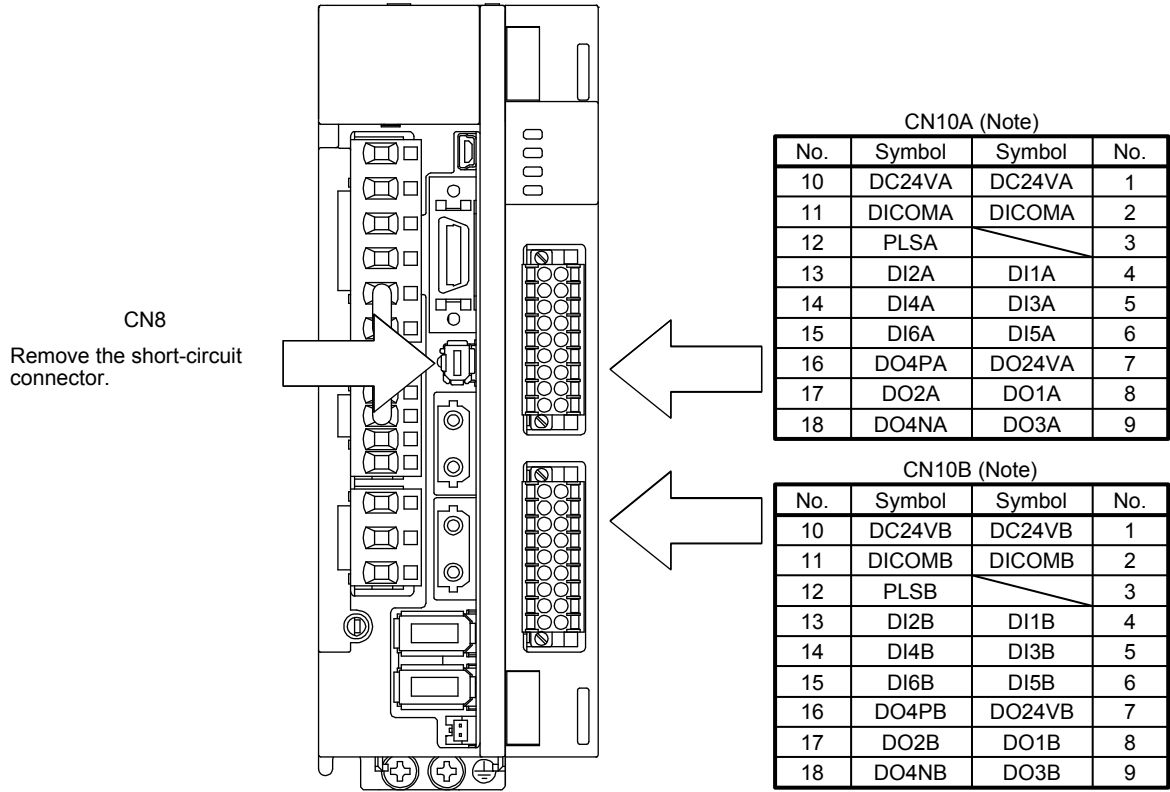 CN8
Remove the short-circuit
connector.
CN10A (Note)
No. Symbol Symbol No.
10 DC24VA DC24VA 1
11 DICOMA DICOMA 2
12 PLSA 3
13 DI2A DI1A 4
14 DI4A DI3A 5
15 DI6A DI5A 6
16 DO4PA DO24VA 7
17 DO2A DO1A 8
18 DO4NA DO3A 9
CN10B (Note)
No. Symbol Symbol No.
10 DC24VB DC24VB 1
11 DICOMB DICOMB 2
12 PLSB 3
13 DI2B DI1B 4
14 DI4B DI3B 5
15 DI6B DI5B 6
16 DO4PB DO24VB 7
17 DO2B DO1B 8
18 DO4NB DO3B 9